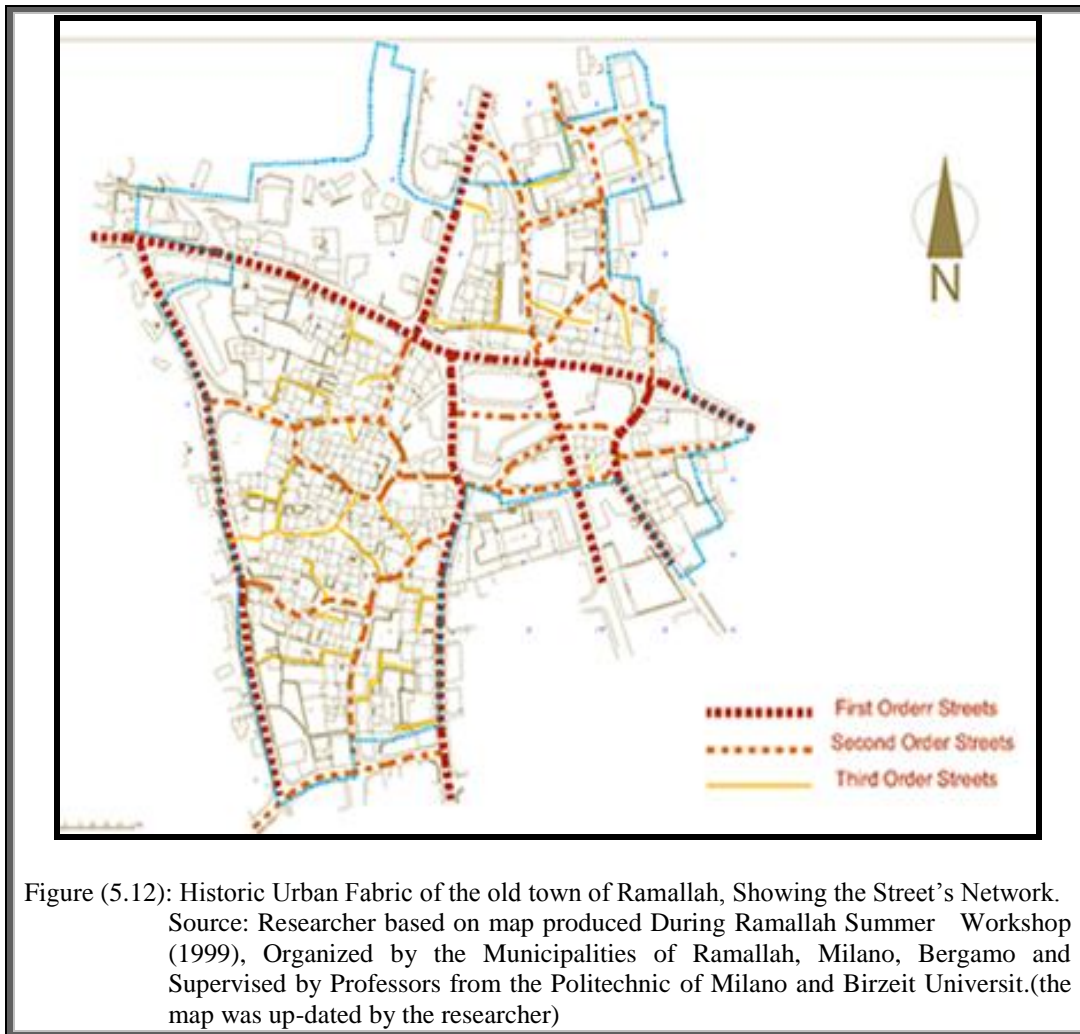 N
First Orderr Streets
Second Order Streets
Third Order Streets
Figure (5.12): Historic Urban Fabric of the old town of Ramallah, Showing the Street’s Network.
Source: Researcher based on map produced During Ramallah Summer Workshop
(1999), Organized by the Municipalities of Ramallah, Milano, Bergamo and
Supervised by Professors from the Politechnic of Milano and Birzeit Universit.(the
map was up-dated by the researcher)